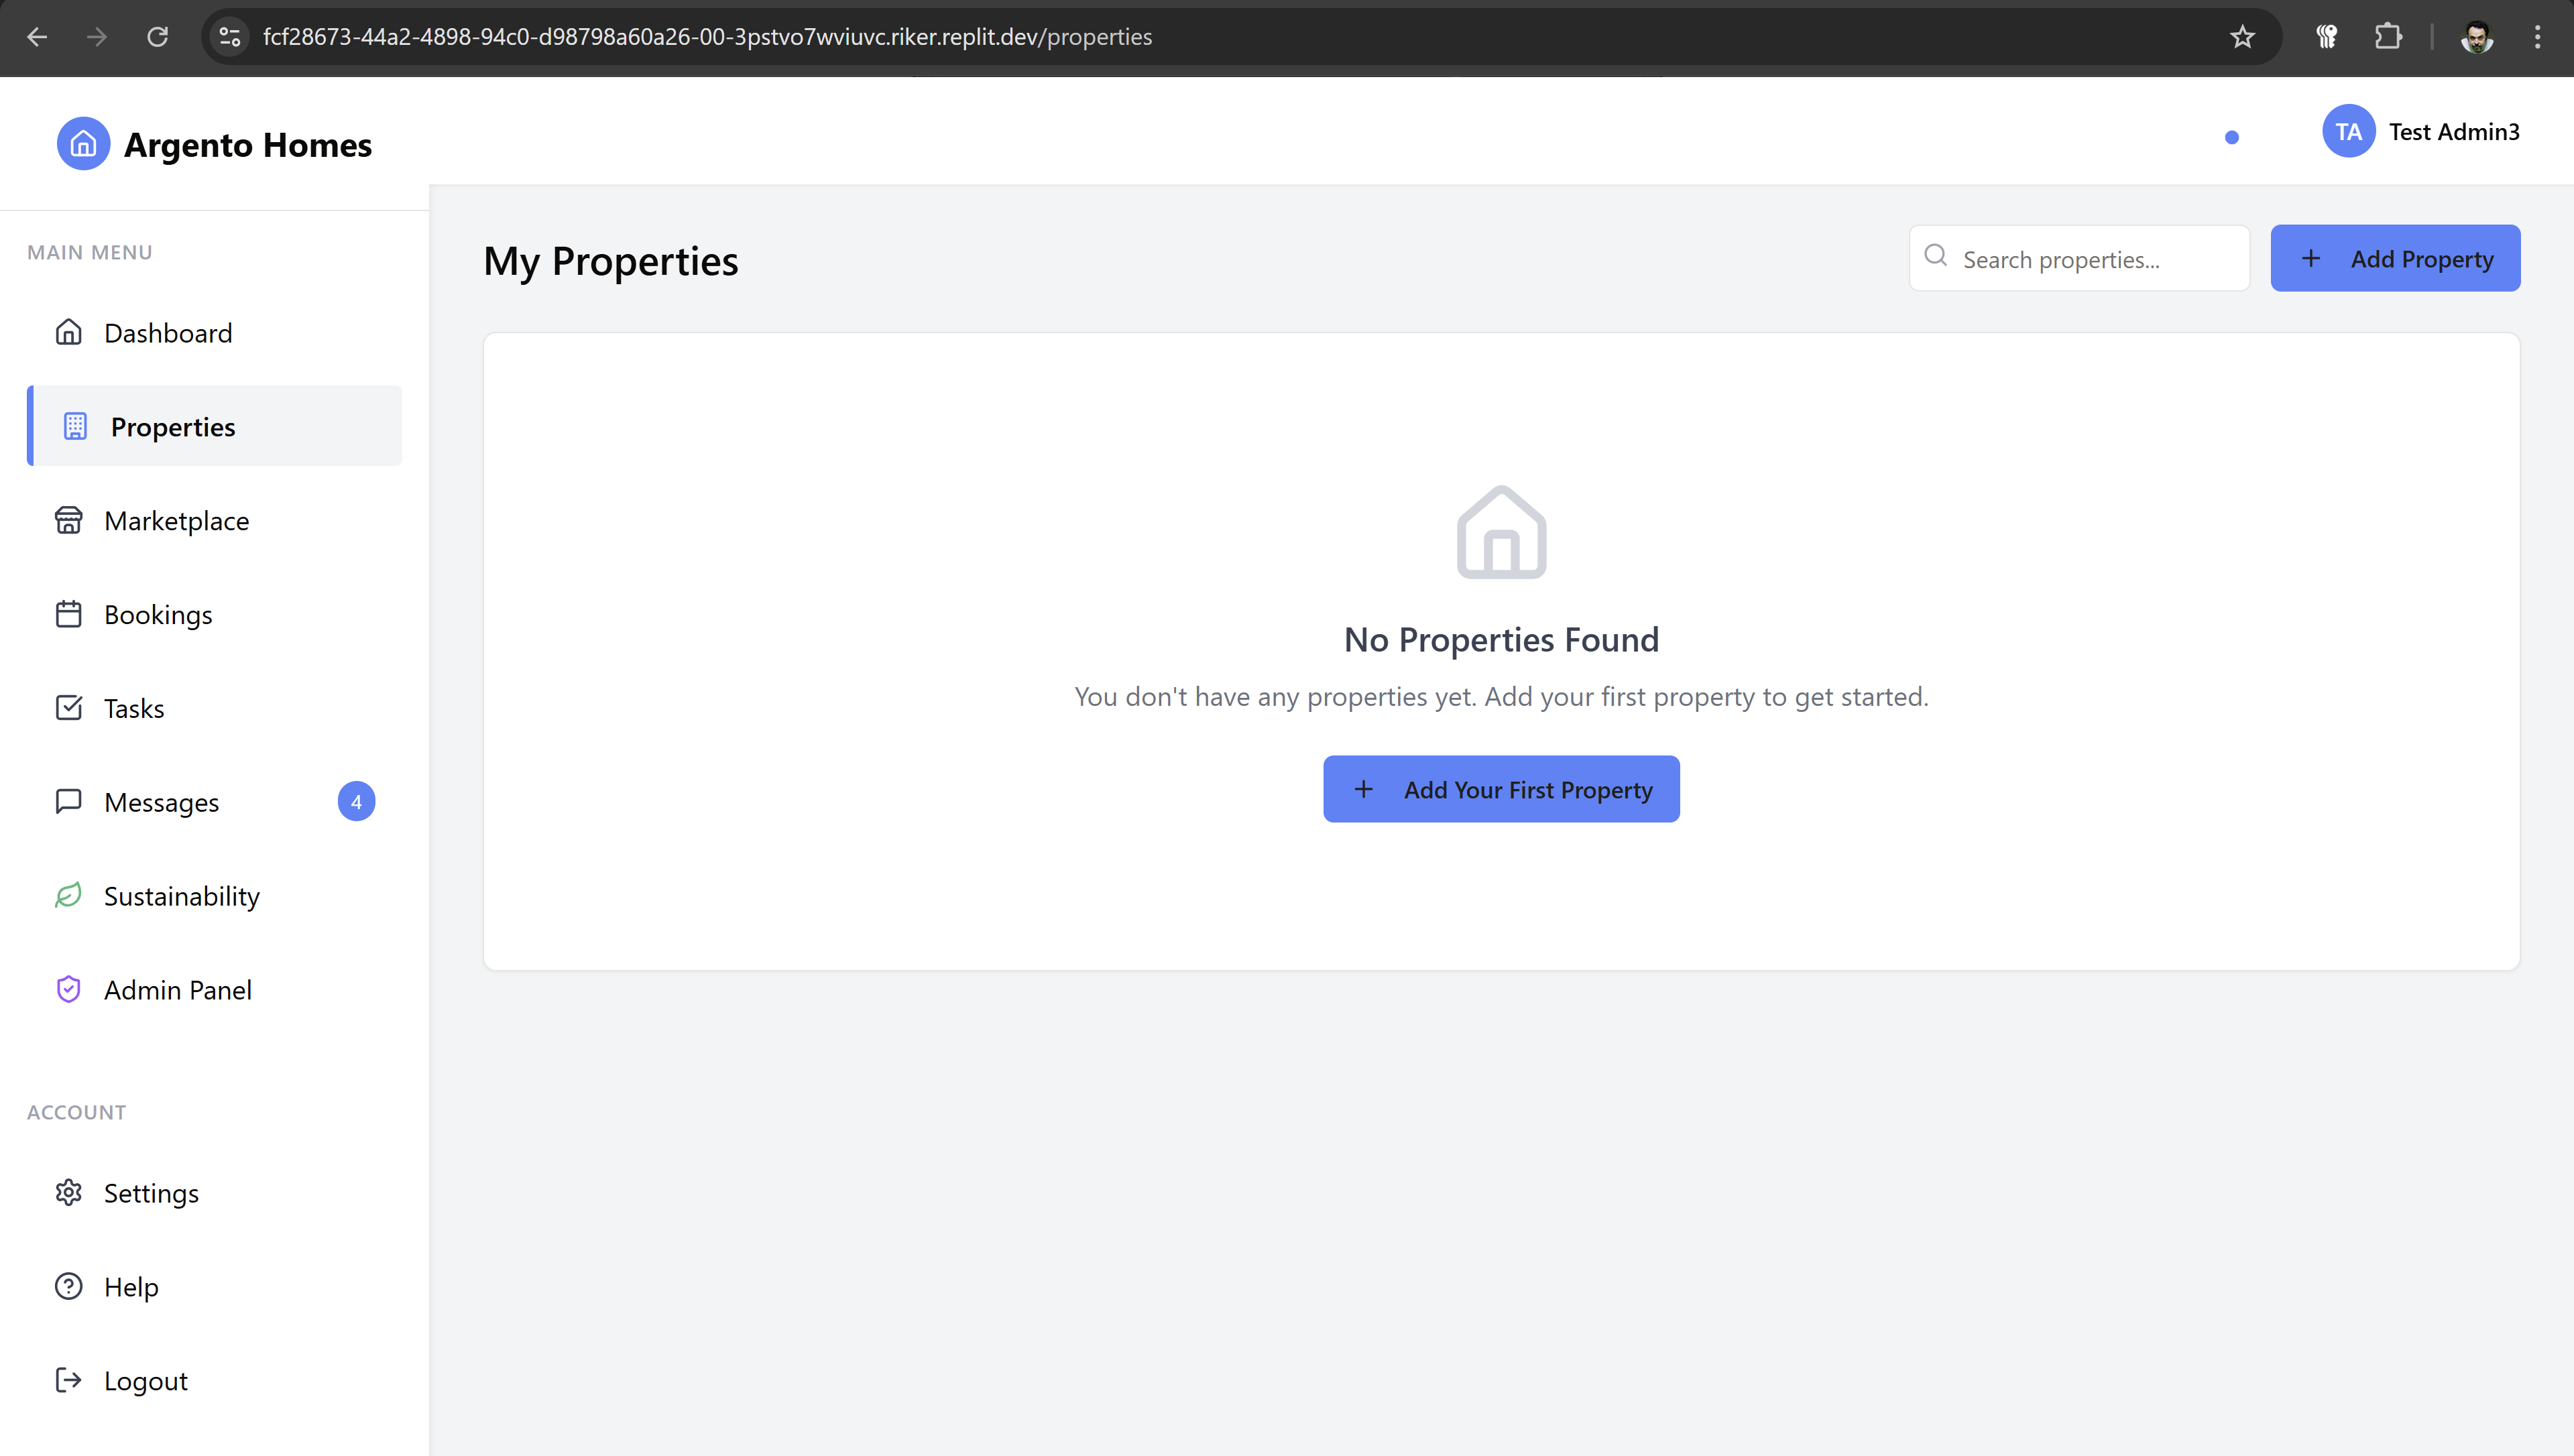 fcf28673-44a2-4898-94c0-d98798a60a26-00-3pstvo7wviuvc.riker.replit.dev/properties
Argento Homes
TA Test Admin3
MAIN MENU
Dashboard
Properties
Marketplace
Bookings
Tasks
Messages 4
Sustainability
Admin Panel
ACCOUNT
Settings
Help
Logout
My Properties
Search properties...
Add Property
No Properties Found
You don't have any properties yet. Add your first property to get started.
Add Your First Property